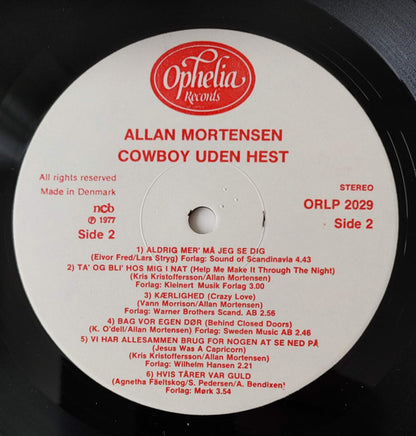 Ophelia
Records
ALLAN MORTENSEN
COWBOY UDEN HEST
All rights reserved
Made in Denmark
ncb
℗ 1977
Side 2
STEREO
ORLP 2029
Side 2
1) ALDRIG MER' MÅ JEG SE DIG
(Eivor Fred/Lars Stryg) Forlag: Sound of Scandinavia 4.43
2) TA' OG BLI' HOS MIG I NAT (Help Me Make It Through The Night)
(Kris Kristoffersson/Allan Mortensen)
Forlag: Kleinert Musik Forlag 3.00
3) KÆRLIGHED (Crazy Love)
(Vann Morrison/Allan Mortensen)
Forlag: Warner Brothers Scand. AB 2.56
4) BAG VOR EGEN DØR (Behind Closed Doors)
(K. O'dell/Allan Mortensen) Forlag: Sweden Music AB 2.46
5) VI HAR ALLESAMMEN BRUG FOR NOGEN AT SE NED PÅ
(Jesus Was A Capricorn)
(Kris Kristoffersson/Allan Mortensen)
Forlag: Wilhelm Hansen 2.21
6) HVIS TÅRER VAR GULD
(Agnetha Fäeltskog/S. Pedersen/A. Bendixen)
Forlag: Mørk 3.54